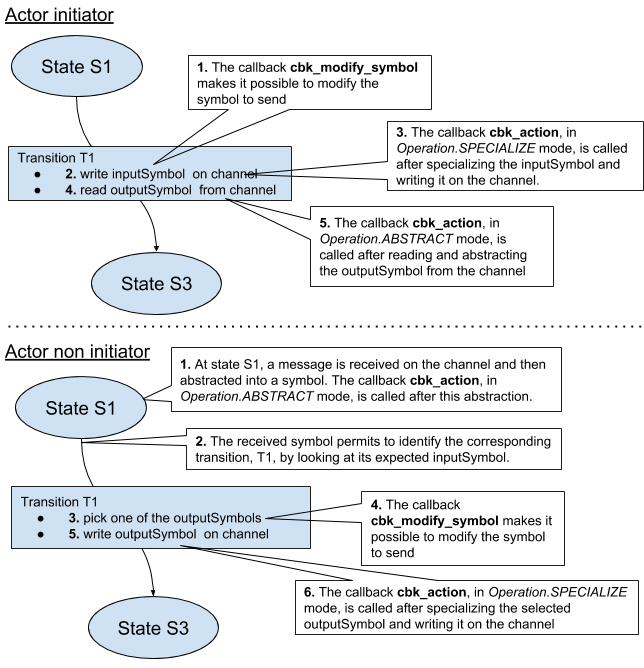 Actor initiator
State S1
1. The callback cbk_modify_symbol
makes it possible to modify the
symbol to send
3. The callback cbk_action, in
Operation.SPECIALIZE mode, is called
after specializing the inputSymbol and
writing it on the channel.
Transition T1
● 2. write inputSymbol on channel
● 4. read outputSymbol from channel
5. The callback cbk_action, in
Operation.ABSTRACT mode, is
called after reading and abstracting
the outputSymbol from the channel
State S3
Actor non initiator
1. At state S1, a message is received on the channel and then
abstracted into a symbol. The callback cbk_action, in
Operation.ABSTRACT mode, is called after this abstraction.
State S1
2. The received symbol permits to identify the corresponding
transition, T1, by looking at its expected inputSymbol.
Transition T1
● 3. pick one of the outputSymbols
● 5. write outputSymbol on channel
4. The callback
cbk_modify_symbol makes it
possible to modify the symbol
to send
6. The callback cbk_action, in Operation.SPECIALIZE
mode, is called after specializing the selected
outputSymbol and writing it on the channel
State S3